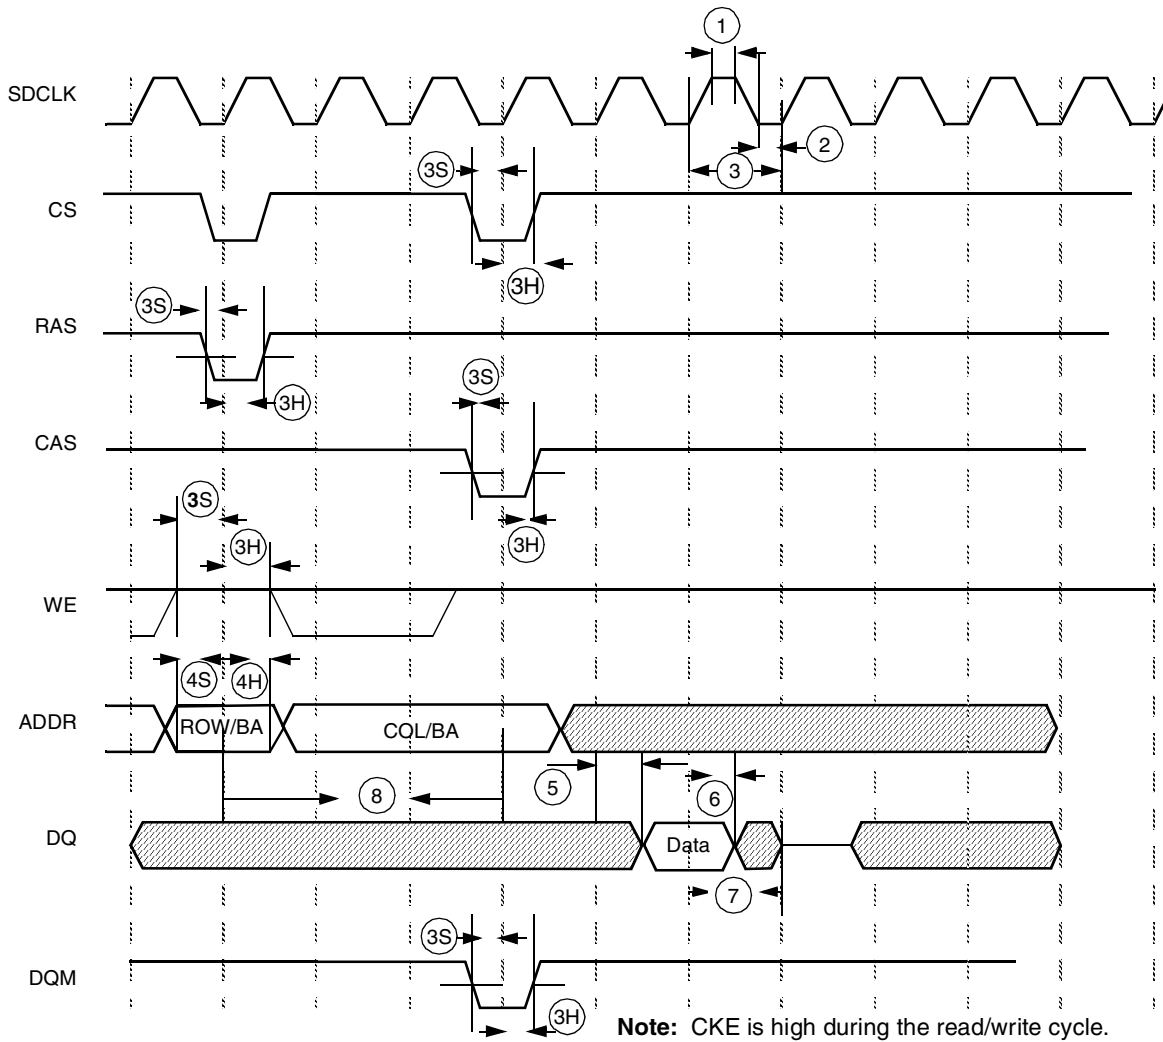 1
SDCLK
2
3S
3
CS
3H
3S
RAS
3S
3H
CAS
3S
3H
3H
WE
4S
4H
ADDR
ROW/BA
COL/BA
5
8
6
DQ
Data
7
3S
DQM
3H
Note: CKE is high during the read/write cycle.